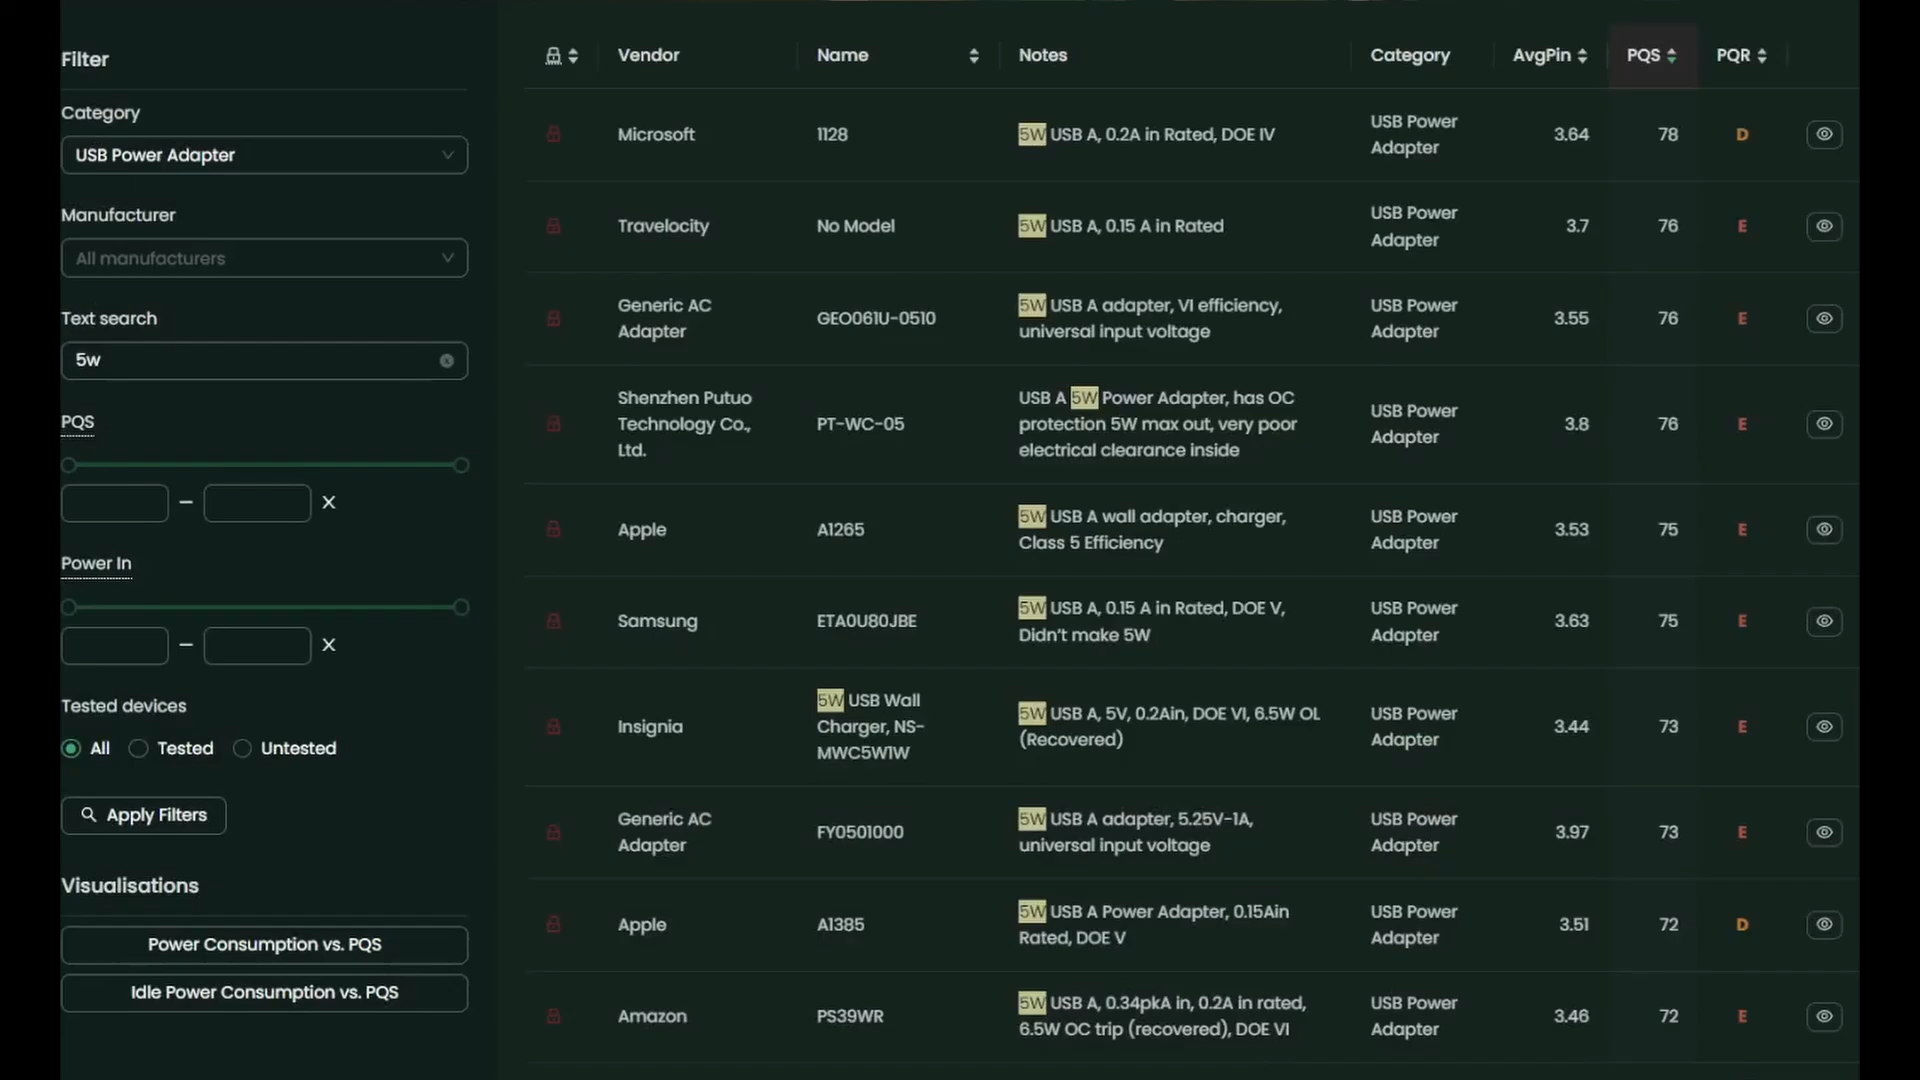 Filter
Category
USB Power Adapter
Manufacturer
All manufacturers
Text search
5w
PQS
– X
Power In
– X
Tested devices
All Tested Untested
Apply Filters
Visualisations
Power Consumption vs. PQS
Idle Power Consumption vs. PQS
Vendor Name Notes Category AvgPin PQS PQR
Microsoft 1128 5W USB A, 0.2A in Rated, DOE IV USB Power 3.64 78 D
Adapter
Travelocity No Model 5W USB A, 0.15 A in Rated USB Power 3.7 76 E
Adapter
Generic AC GEO061U-0510 5W USB A adapter, VI efficiency, USB Power 3.55 76 E
Adapter universal input voltage Adapter
Shenzhen Putuo USB A 5W Power Adapter, has OC USB Power
Technology Co., PT-WC-05 protection 5W max out, very poor Adapter 3.8 76 E
Ltd. electrical clearance inside
Apple A1265 5W USB A wall adapter, charger, USB Power 3.53 75 E
Class 5 Efficiency Adapter
Samsung ETA0U80JBE 5W USB A, 0.15 A in Rated, DOE V, USB Power 3.63 75 E
Didn't make 5W Adapter
5W USB Wall
Insignia Charger, NS- 5W USB A, 5V, 0.2Ain, DOE VI, 6.5W OL USB Power 3.44 73 E
MWC5W1W (Recovered) Adapter
Generic AC FY0501000 5W USB A adapter, 5.25V-1A, USB Power 3.97 73 E
Adapter universal input voltage Adapter
Apple A1385 5W USB A Power Adapter, 0.15Ain USB Power 3.51 72 D
Rated, DOE V Adapter
Amazon PS39WR 5W USB A, 0.34pkA in, 0.2A in rated, USB Power 3.46 72 E
6.5W OC trip (recovered), DOE VI Adapter